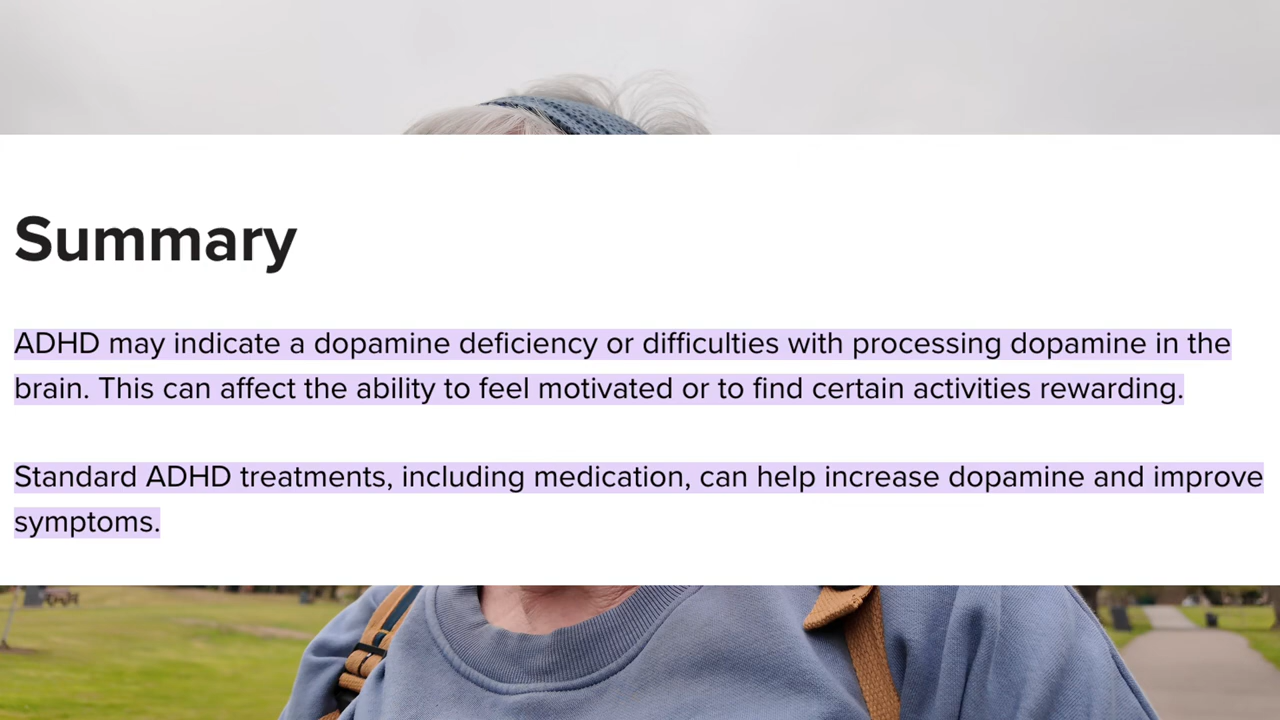 Summary
ADHD may indicate a dopamine deficiency or difficulties with processing dopamine in the
brain. This can affect the ability to feel motivated or to find certain activities rewarding.
Standard ADHD treatments, including medication, can help increase dopamine and improve
symptoms.